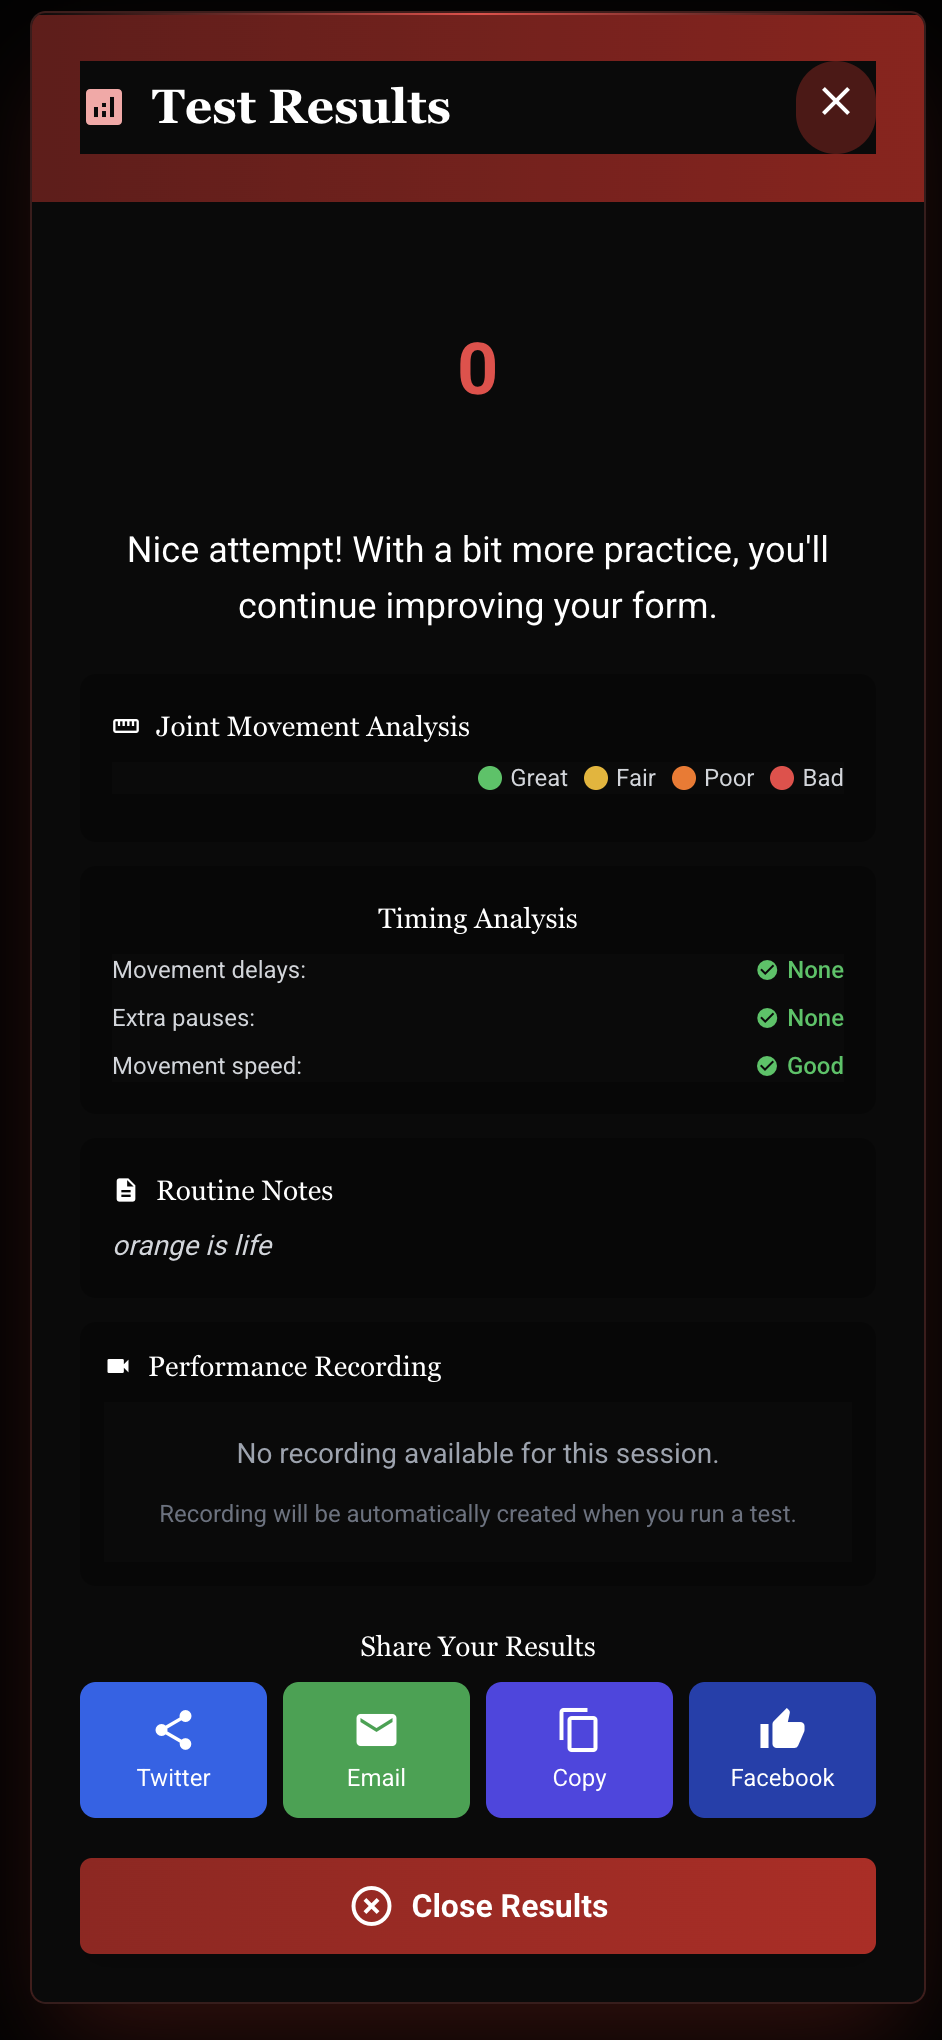 Test Results
0
Nice attempt! With a bit more practice, you'll
continue improving your form.
Joint Movement Analysis
Great Fair Poor Bad
Timing Analysis
Movement delays: None
Extra pauses: None
Movement speed: Good
Routine Notes
orange is life
Performance Recording
No recording available for this session.
Recording will be automatically created when you run a test.
Share Your Results
Twitter Email Copy Facebook
Close Results